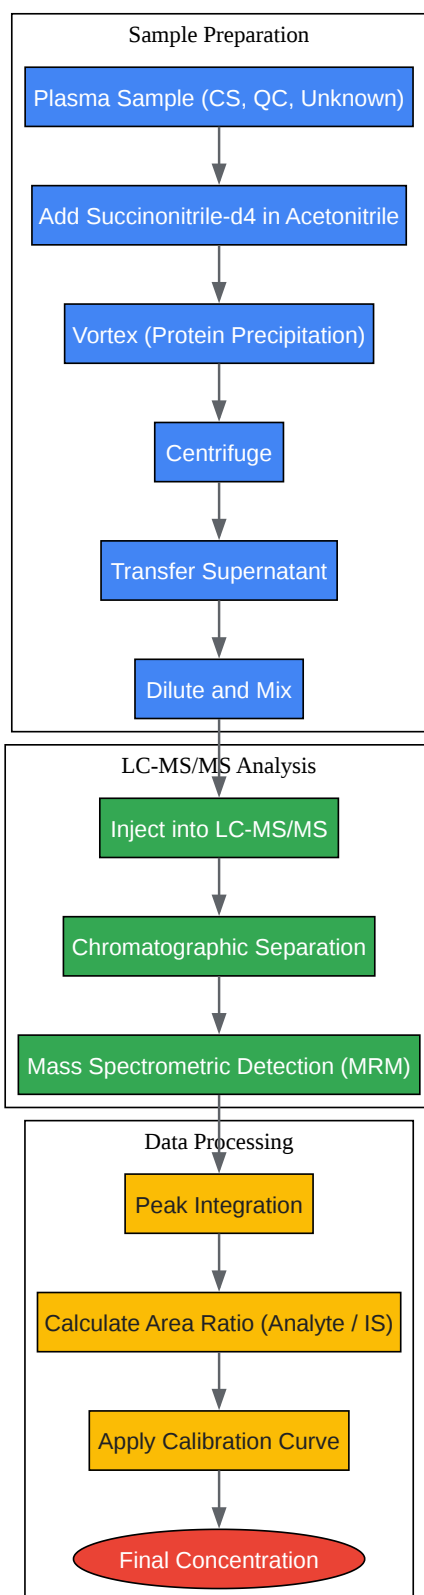 Sample Preparation
Plasma Sample (CS, QC, Unknown)
Add Succinonitrile-d4 in Acetonitrile
Vortex (Protein Precipitation)
Centrifuge
Transfer Supernatant
Dilute and Mix
LC-MS/MS Analysis
Inject into LC-MS/MS
Chromatographic Separation
Mass Spectrometric Detection (MRM)
Data Processing
Peak Integration
Calculate Area Ratio (Analyte / IS)
Apply Calibration Curve
Final Concentration